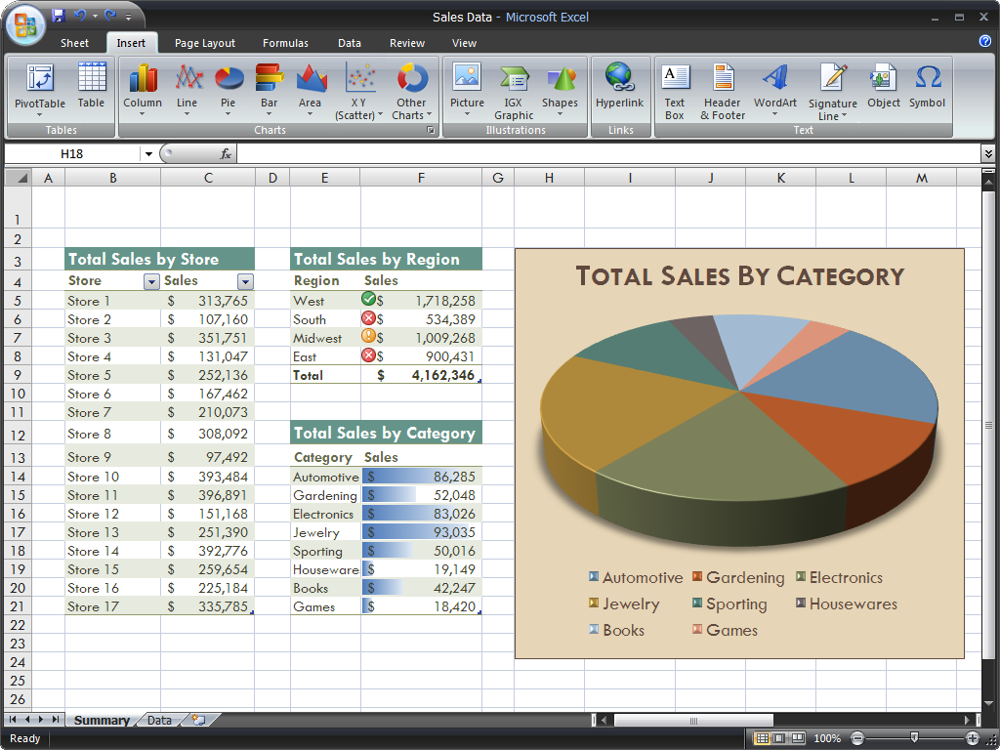 Sales Data - Microsoft Excel
Sheet Insert Page Layout Formulas Data Review View
PivotTable Table Column Line Pie Bar Area X Y (Scatter) Other Charts Picture IGX Graphic Shapes Hyperlink Text Box Header & Footer WordArt Signature Line Object Symbol
Tables Charts Illustrations Links Text
H18 fx
A B C D E F G H I J K L M
1
2
3 Total Sales by Store Total Sales by Region
TOTAL SALES BY CATEGORY
4 Store Sales Region Sales
5 Store 1 $ 313,765 West $ 1,718,258
6 Store 2 $ 107,160 South $ 534,389
7 Store 3 $ 351,751 Midwest $ 1,009,268
8 Store 4 $ 131,047 East $ 900,431
9 Store 5 $ 252,136 Total $ 4,162,346
10 Store 6 $ 167,462
11 Store 7 $ 210,073
12 Store 8 $ 308,092 Total Sales by Category
13 Store 9 $ 97,492 Category Sales
14 Store 10 $ 393,484 Automotive $ 86,285
15 Store 11 $ 396,891 Gardening $ 52,048
16 Store 12 $ 151,168 Electronics $ 83,026
17 Store 13 $ 251,390 Jewelry $ 93,035
18 Store 14 $ 392,776 Sporting $ 50,016
19 Store 15 $ 259,654 Houseware $ 19,149
20 Store 16 $ 225,184 Books $ 42,247
21 Store 17 $ 335,785 Games $ 18,420
Automotive Gardening Electronics
Jewelry Sporting Housewares
Books Games
22
23
24
25
26
Summary Data
Ready 100%